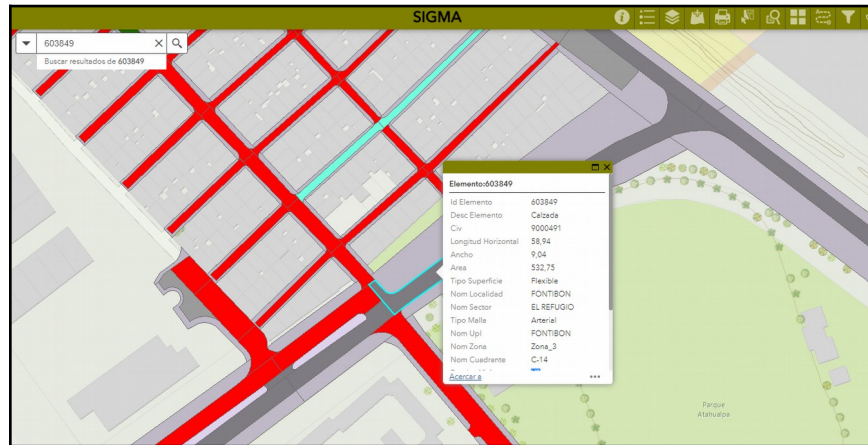 SIGMA
603849
Buscar resultados de 603849
Elemento:603849
Id Elemento 603849
Desc Elemento Calzada
Civ 9000491
Longitud Horizontal 58,94
Ancho 9,04
Area 532,75
Tipo Superficie Flexible
Nom Localidad FONTIBON
Nom Sector EL REFUGIO
Tipo Malla Arterial
Nom Upl FONTIBON
Nom Zona Zona_3
Nom Cuadrante C-14
Acercar a
Parque
Atahualpa